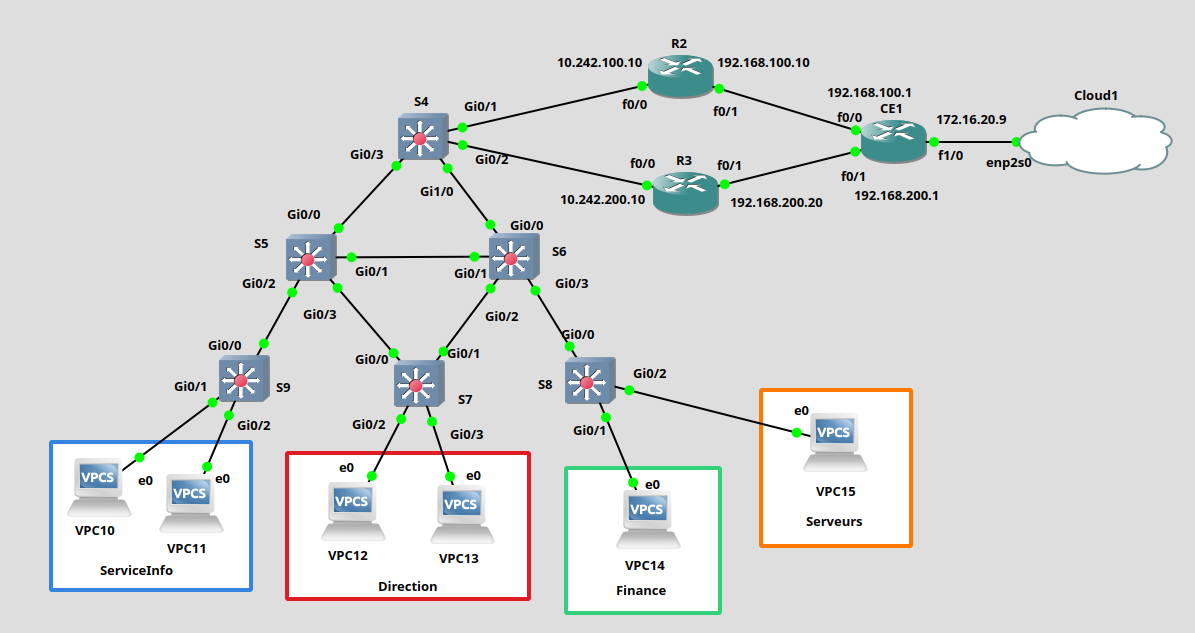 R2
10.242.100.10
192.168.100.10
f0/0
f0/1
S4
Gi0/1
Gi0/2
Gi0/3
Gi1/0
192.168.100.1
CE1
f0/0
172.16.20.9
Cloud1
f1/0
enp2s0
f0/1
192.168.200.1
R3
f0/0
f0/1
10.242.200.10
192.168.200.20
Gi0/0
S5
Gi0/1
Gi0/2
Gi0/3
Gi0/0
S6
Gi0/1
Gi0/3
Gi0/2
Gi0/0
S9
Gi0/1
Gi0/2
Gi0/0
Gi0/1
S7
Gi0/2
Gi0/3
Gi0/0
S8
Gi0/2
Gi0/1
e0
VPCS
VPC10
e0
VPCS
VPC11
ServiceInfo
e0
VPCS
VPC12
e0
VPCS
VPC13
Direction
e0
VPCS
VPC14
Finance
e0
VPCS
VPC15
Serveurs